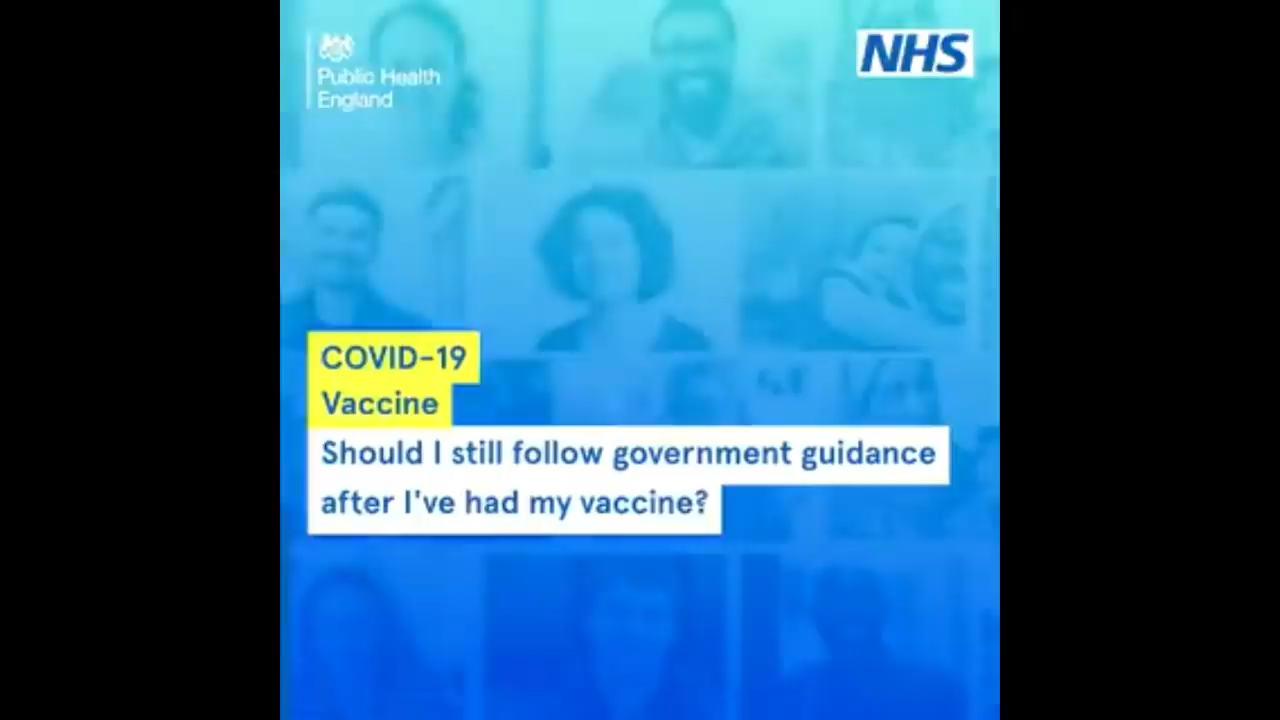 Public Health
England
NHS
COVID-19
Vaccine
Should I still follow government guidance
after I've had my vaccine?